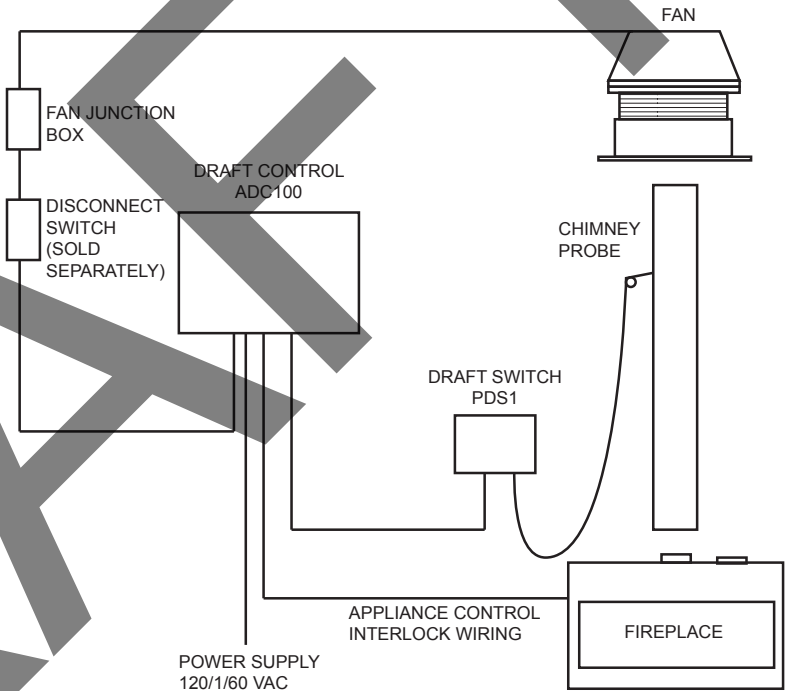 FAN
FAN JUNCTION
BOX
DRAFT CONTROL
ADC100
DISCONNECT
SWITCH
(SOLD
SEPARATELY)
CHIMNEY
PROBE
DRAFT SWITCH
PDS1
APPLIANCE CONTROL
INTERLOCK WIRING
FIREPLACE
POWER SUPPLY
120/1/60 VAC